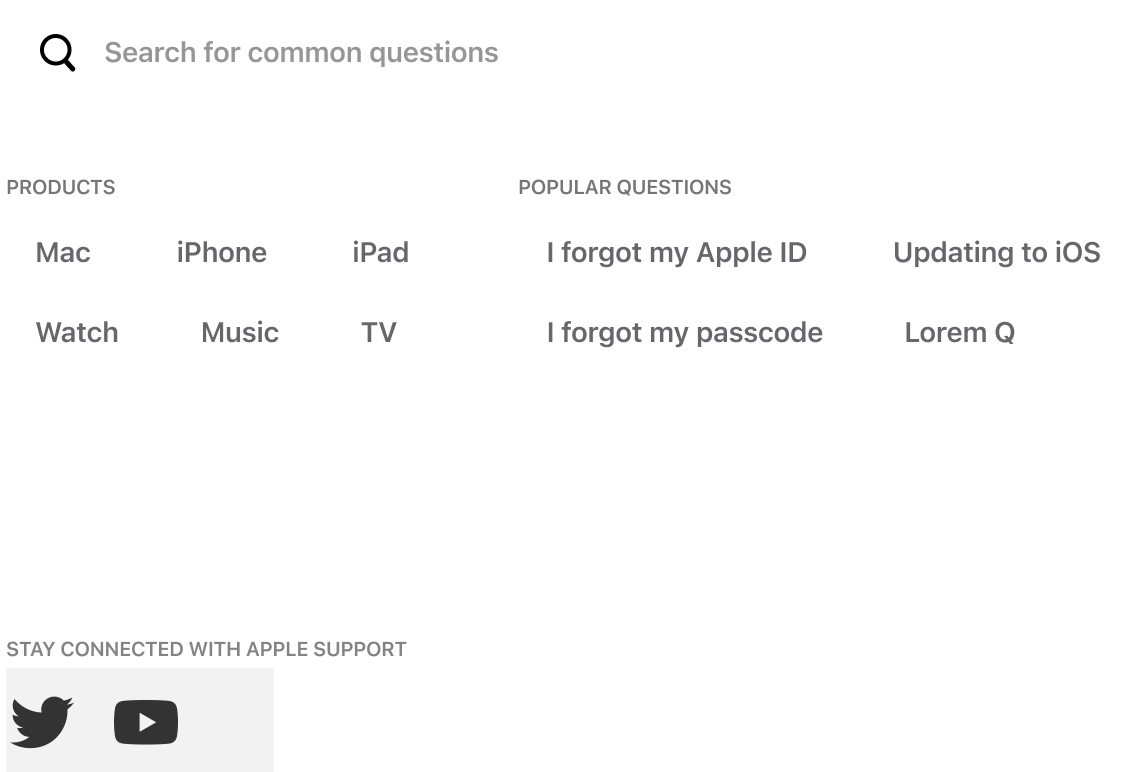 Search for common questions
PRODUCTS
Mac iPhone iPad
Watch Music TV
POPULAR QUESTIONS
I forgot my Apple ID Updating to iOS
I forgot my passcode Lorem Q
STAY CONNECTED WITH APPLE SUPPORT